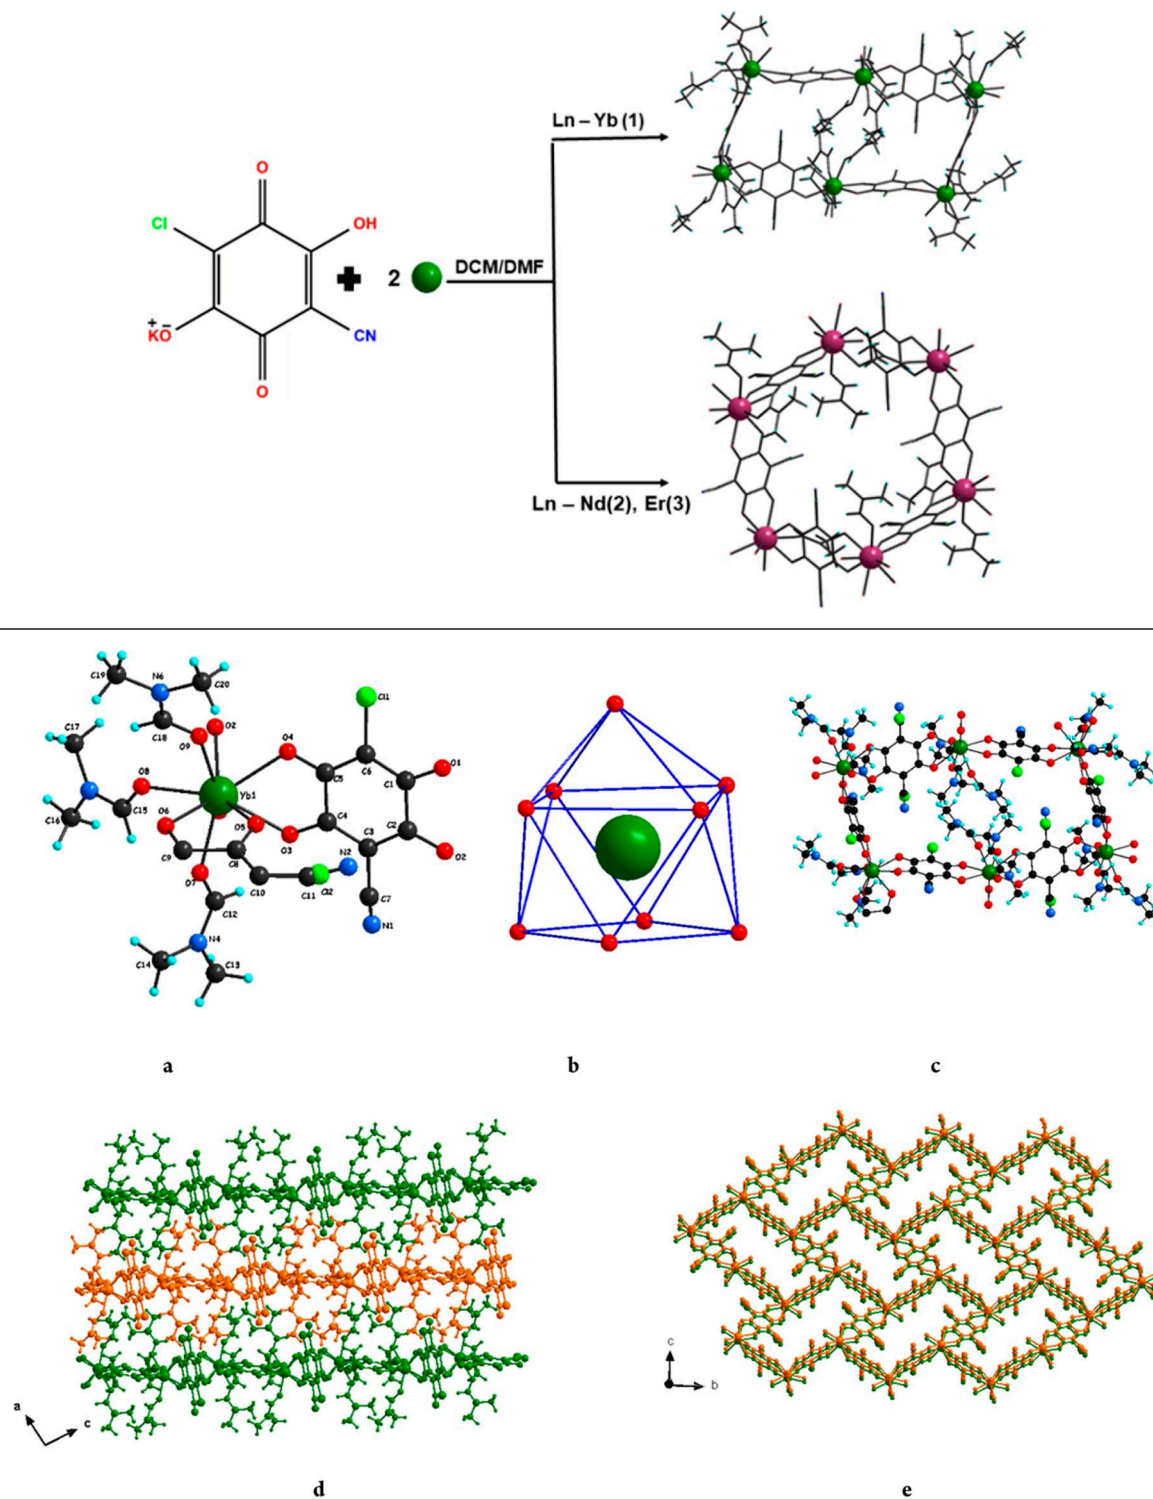 Ln – Yb (1)
O
Cl
OH
2
DCM/DMF
+ –
KO
CN
O
Ln – Nd(2), Er(3)
C19
N6
C20
Cl1
C17
C18
O2
O9
O4
O8
C5
C6
O1
C1
Yb1
C16
C15
O6
O5
C4
C2
C3
O3
N2
O2
C9
C8
O7
C10
C11
Cl2
C7
C12
N1
N4
C14
C13
a
b
c
a
c
c
b
d
e